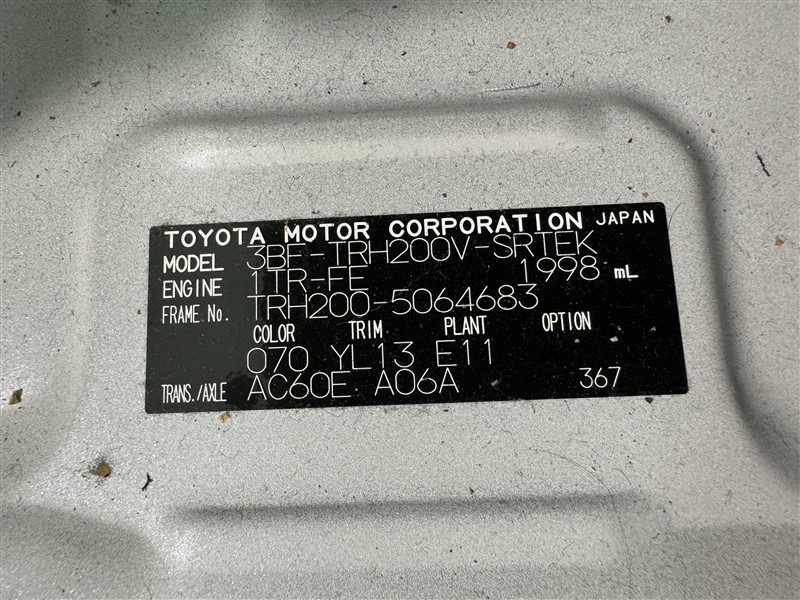 TOYOTA MOTOR CORPORATION JAPAN
MODEL 3BF-TRH200V-SRTEK
ENGINE 1TR-FE 1998 mL
FRAME No. TRH200-5064683
COLOR TRIM PLANT OPTION
070 YL13 E11
TRANS./AXLE AC60E A06A 367